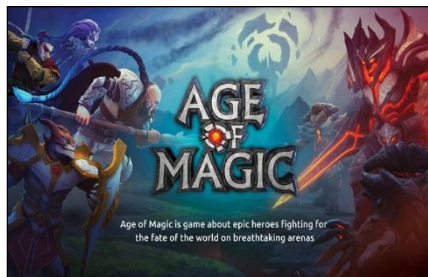 AGE
OF
MAGIC
Age of Magic is game about epic heroes fighting for
the fate of the world on breathtaking arenas